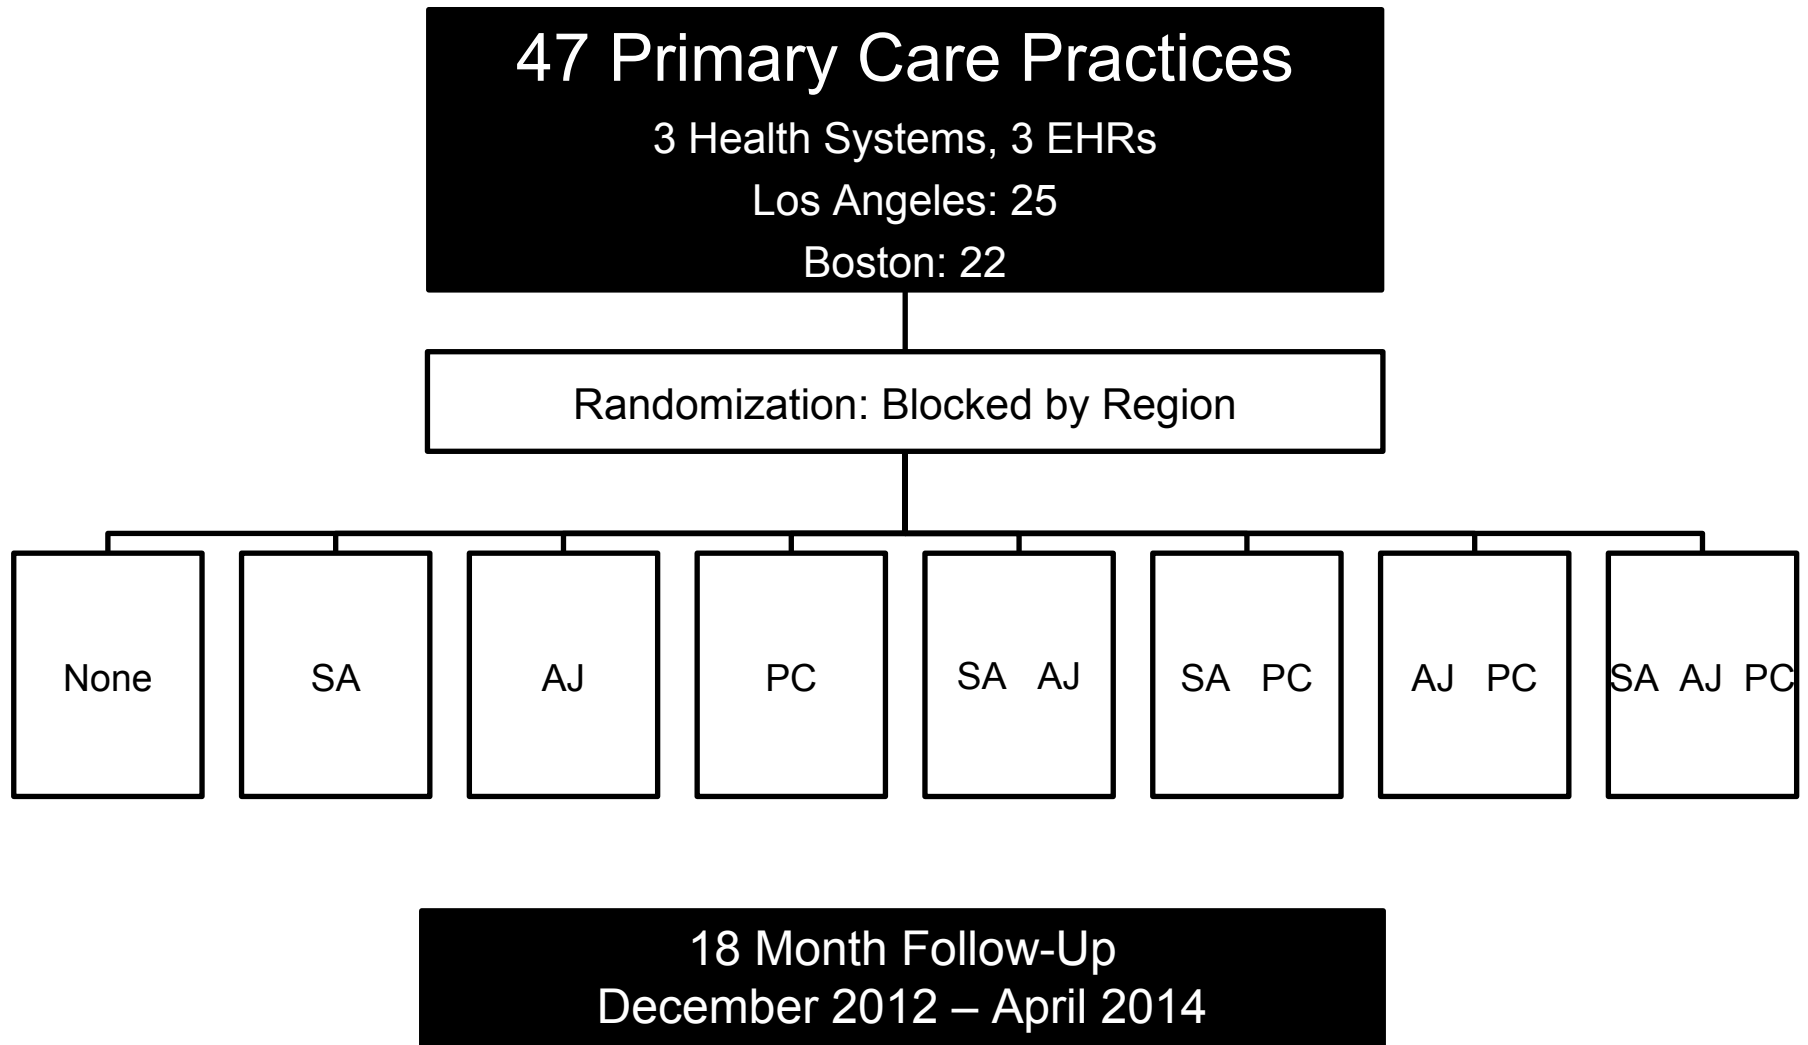 47 Primary Care Practices
3 Health Systems, 3 EHRs
Los Angeles: 25
Boston: 22
Randomization: Blocked by Region
None
SA
AJ
PC
SA AJ
SA PC
AJ PC
SA AJ PC
18 Month Follow-Up
December 2012 – April 2014